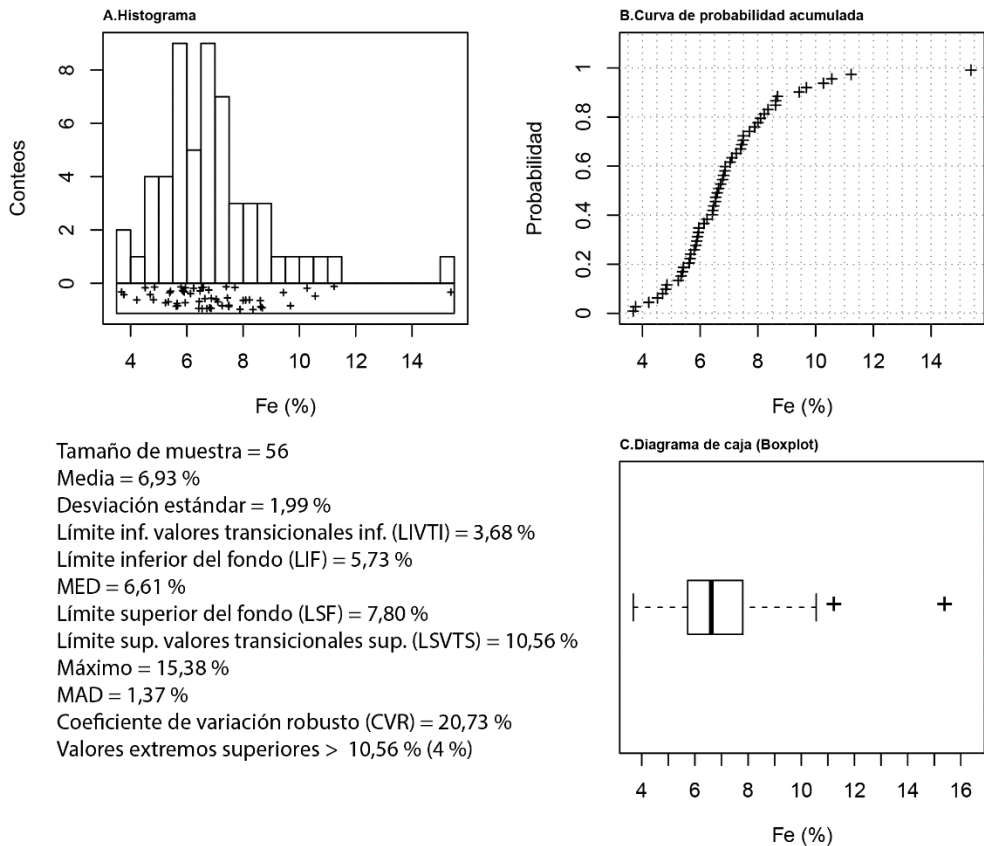 A.Histograma
8
6
4
2
0
Conteos
4 6 8 10 12 14
Fe (%)
B.Curva de probabilidad acumulada
1
0.8
0.6
0.4
0.2
0
Probabilidad
4 6 8 10 12 14
Fe (%)
Tamaño de muestra = 56
Media = 6,93 %
Desviación estándar = 1,99 %
Límite inf. valores transicionales inf. (LIVTI) = 3,68 %
Límite inferior del fondo (LIF) = 5,73 %
MED = 6,61 %
Límite superior del fondo (LSF) = 7,80 %
Límite sup. valores transicionales sup. (LSVTS) = 10,56 %
Máximo = 15,38 %
MAD = 1,37 %
Coeficiente de variación robusto (CVR) = 20,73 %
Valores extremos superiores > 10,56 % (4 %)
C.Diagrama de caja (Boxplot)
4 6 8 10 12 14 16
Fe (%)